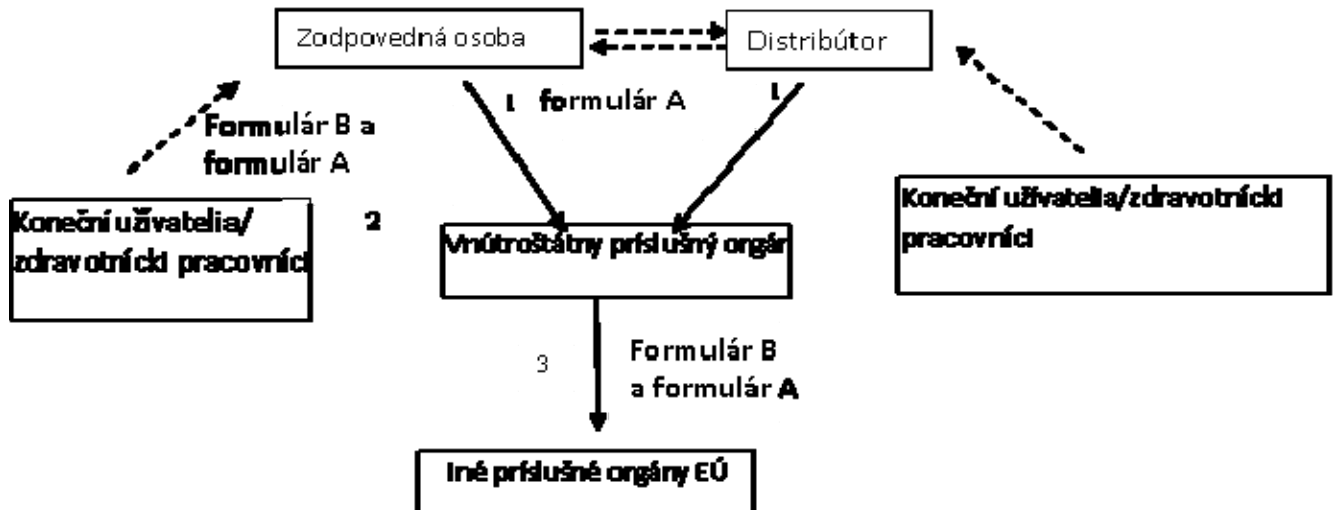 Zodpovedná osoba
Distribútor
1 formulár A
1
Formulár B a
formulár A
Koneční užívatelia/
zdravotnícki pracovníci
2
Vnútroštátny príslušný orgár
Koneční užívatelia/zdravotnícki
pracovníci
3
Formulár B
a formulár A
Iné príslušné orgány EÚ